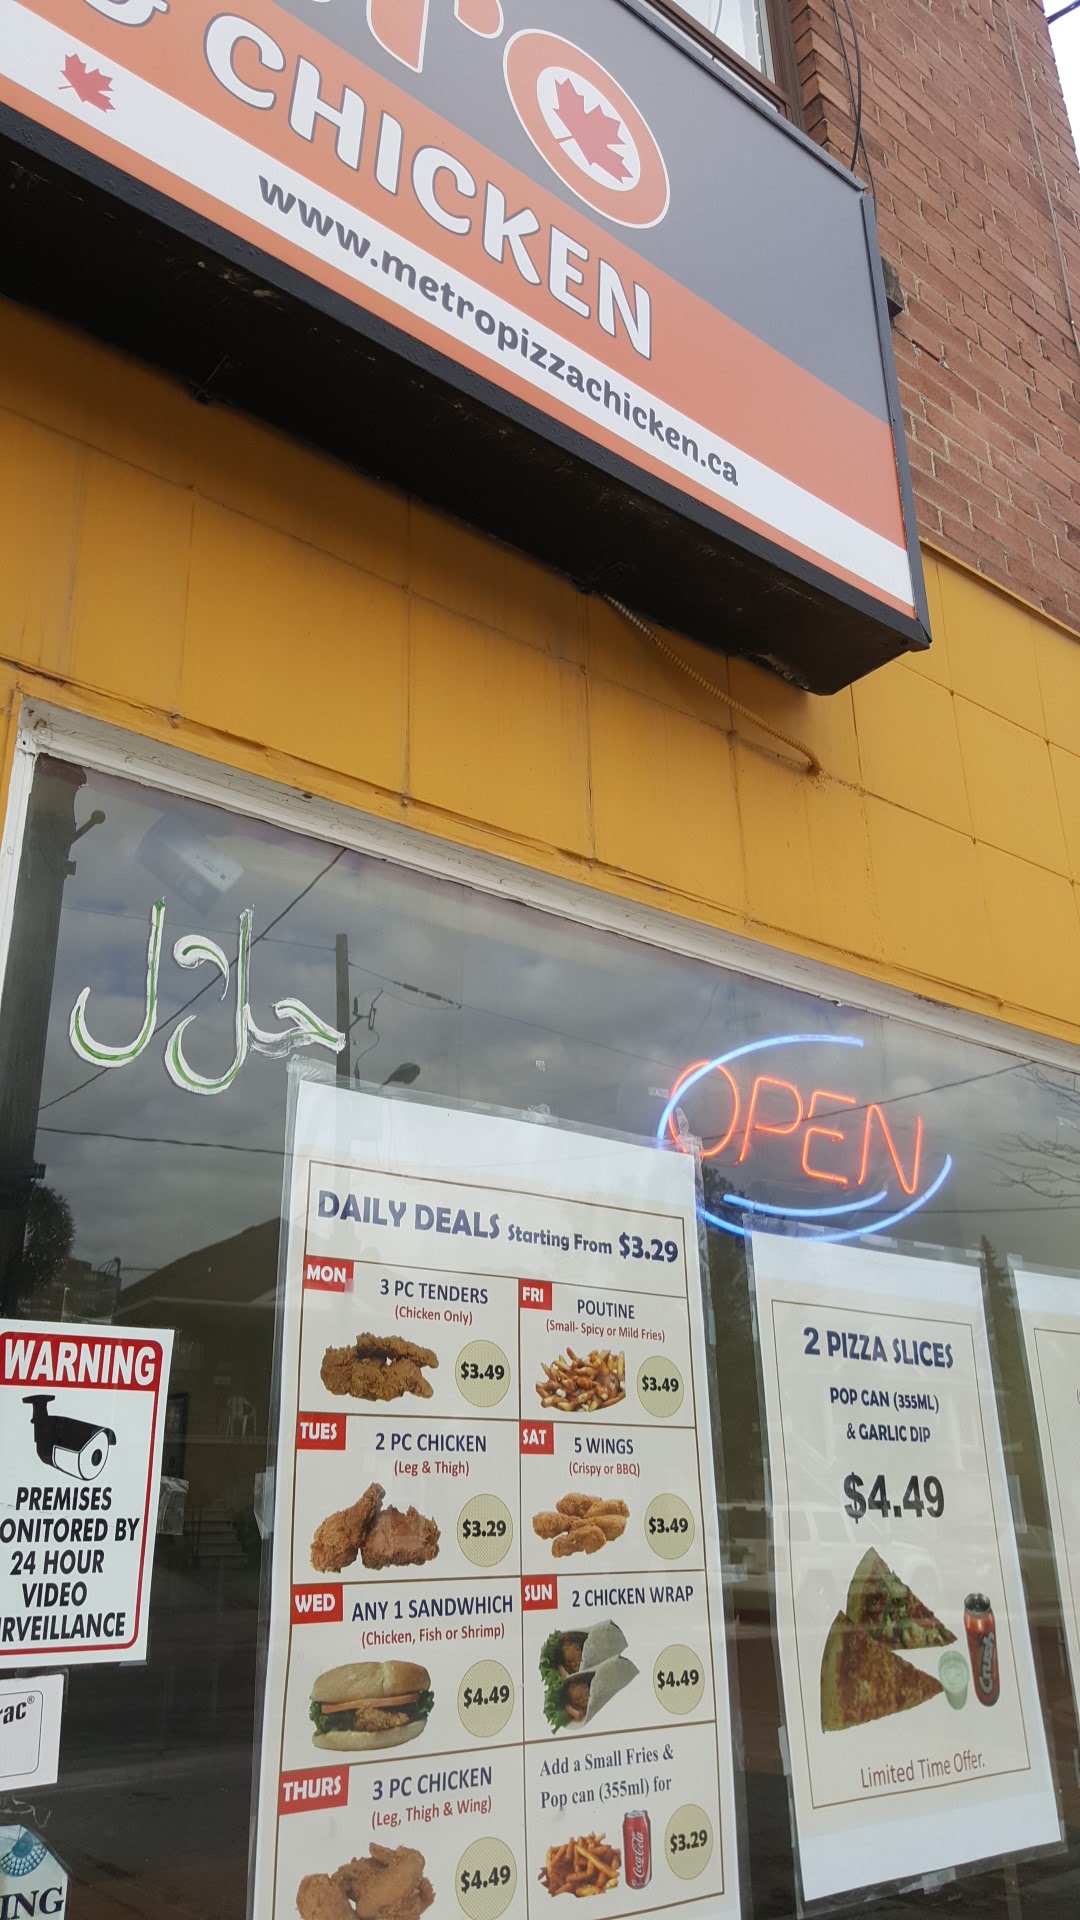 & CHICKEN
www.metropizzachicken.ca
حلال
OPEN
DAILY DEALS Starting From $3.29
MON
3 PC TENDERS
(Chicken Only)
$3.49
FRI
POUTINE
(Small- Spicy or Mild Fries)
$3.49
TUES
2 PC CHICKEN
(Leg & Thigh)
$3.29
SAT
5 WINGS
(Crispy or BBQ)
$3.49
WED
ANY 1 SANDWHICH
(Chicken, Fish or Shrimp)
$4.49
SUN
2 CHICKEN WRAP
$4.49
THURS
3 PC CHICKEN
(Leg, Thigh & Wing)
$4.49
Add a Small Fries &
Pop can (355ml) for
Coca-Cola
$3.29
2 PIZZA SLICES
POP CAN (355ML)
& GARLIC DIP
$4.49
Crush
Limited Time Offer.
WARNING
PREMISES
ONITORED BY
24 HOUR
VIDEO
RVEILLANCE
rac®
ING